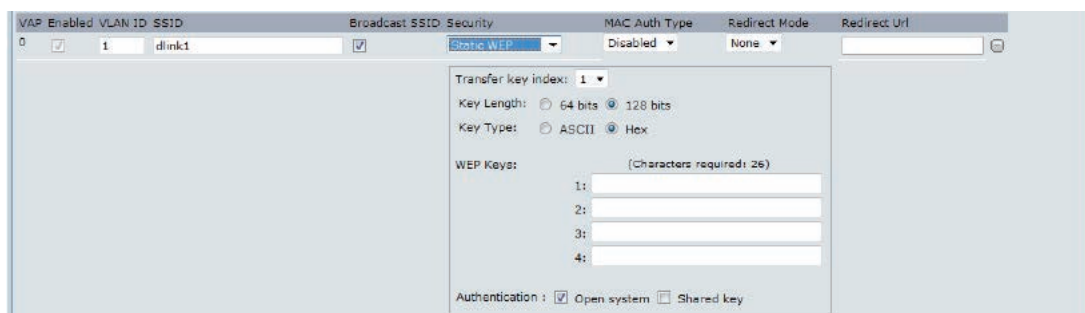 VAP Enabled VLAN ID SSID Broadcast SSID Security MAC Auth Type Redirect Mode Redirect Url
0 1 dlink1 Static WEP Disabled None
Transfer key index: 1
Key Length: 64 bits 128 bits
Key Type: ASCII Hex
WEP Keys: (Characters required: 26)
1:
2:
3:
4:
Authentication : Open system Shared key